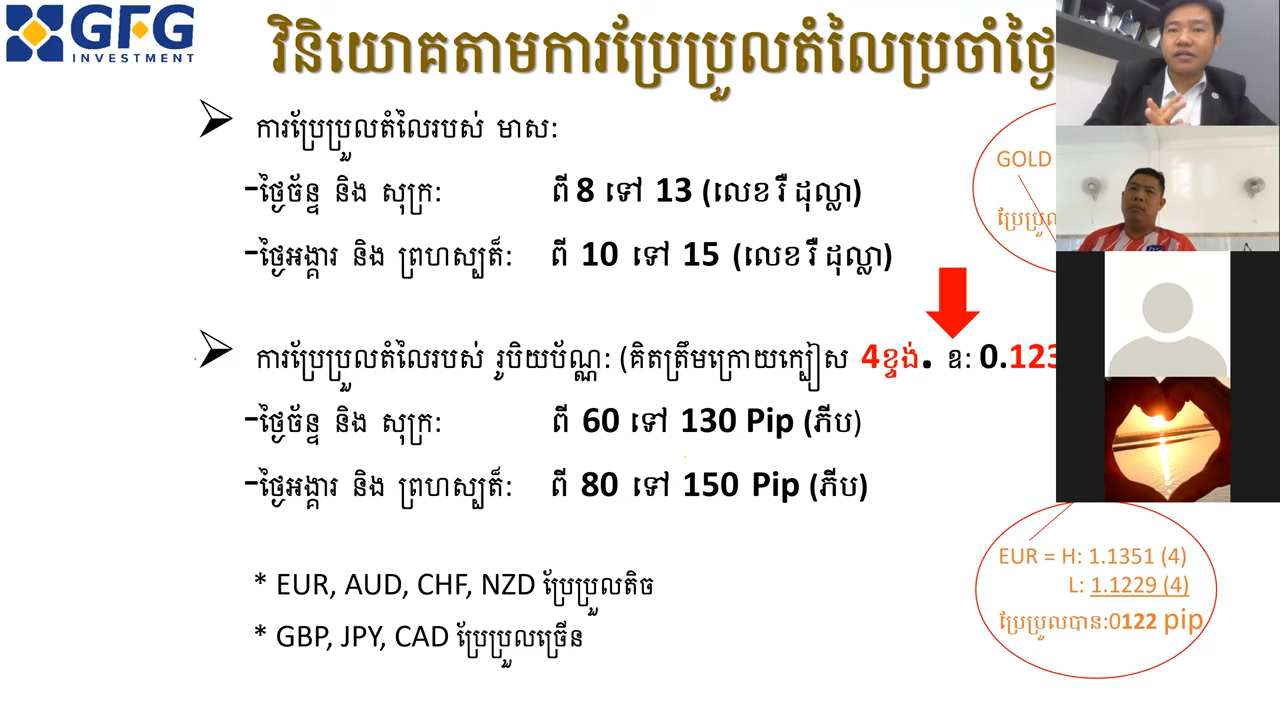 GFG
INVESTMENT
វិនិយោគតាមការប្រែប្រួលតំលៃប្រចាំថ្ងៃ
➢ ការប្រែប្រួលតំលៃរបស់ មាស:
-ថ្ងៃច័ន្ទ និង សុក្រ: ពី 8 ទៅ 13 (លេខ រឺ ដុល្លា)
-ថ្ងៃអង្គារ និង ព្រហស្បត៏: ពី 10 ទៅ 15 (លេខ រឺ ដុល្លា)
GOLD
➢ ការប្រែប្រួលតំលៃរបស់ រូបិយប័ណ្ណ: (គិតត្រឹមក្រោយក្បៀស 4ខ្ទង់. ឧ: 0.123
-ថ្ងៃច័ន្ទ និង សុក្រ: ពី 60 ទៅ 130 Pip (ភីប)
-ថ្ងៃអង្គារ និង ព្រហស្បត៏: ពី 80 ទៅ 150 Pip (ភីប)
* EUR, AUD, CHF, NZD ប្រែប្រួលតិច
* GBP, JPY, CAD ប្រែប្រួលច្រើន
EUR = H: 1.1351 (4)
L: 1.1229 (4)
ប្រែប្រួលបាន:0122 pip